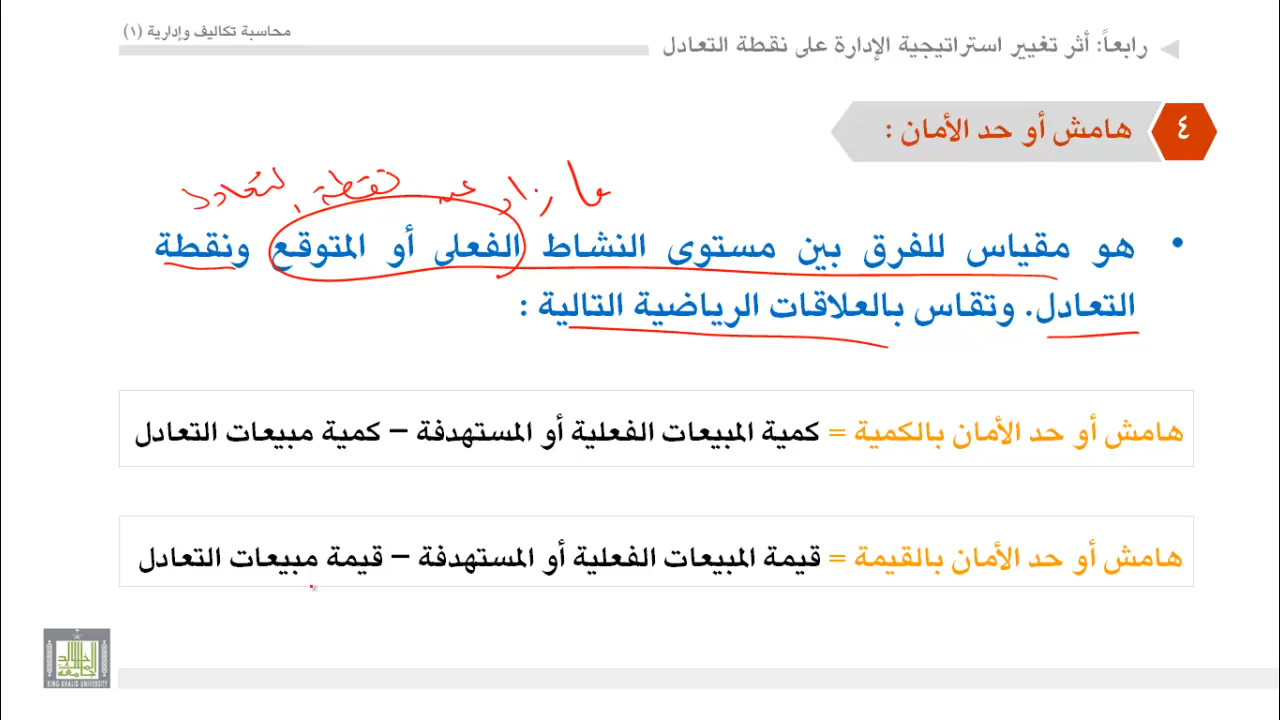 محاسبة تكاليف وإدارية (١)
رابعاً: أثر تغيير استراتيجية الإدارة على نقطة التعادل
٤
هامش أو حد الأمان :
ما زاد عن نقطة التعادل
• هو مقياس للفرق بين مستوى النشاط الفعلى أو المتوقع ونقطة
التعادل. وتقاس بالعلاقات الرياضية التالية :
هامش أو حد الأمان بالكمية = كمية المبيعات الفعلية أو المستهدفة – كمية مبيعات التعادل
هامش أو حد الأمان بالقيمة = قيمة المبيعات الفعلية أو المستهدفة – قيمة مبيعات التعادل
KING KHALID UNIVERSITY